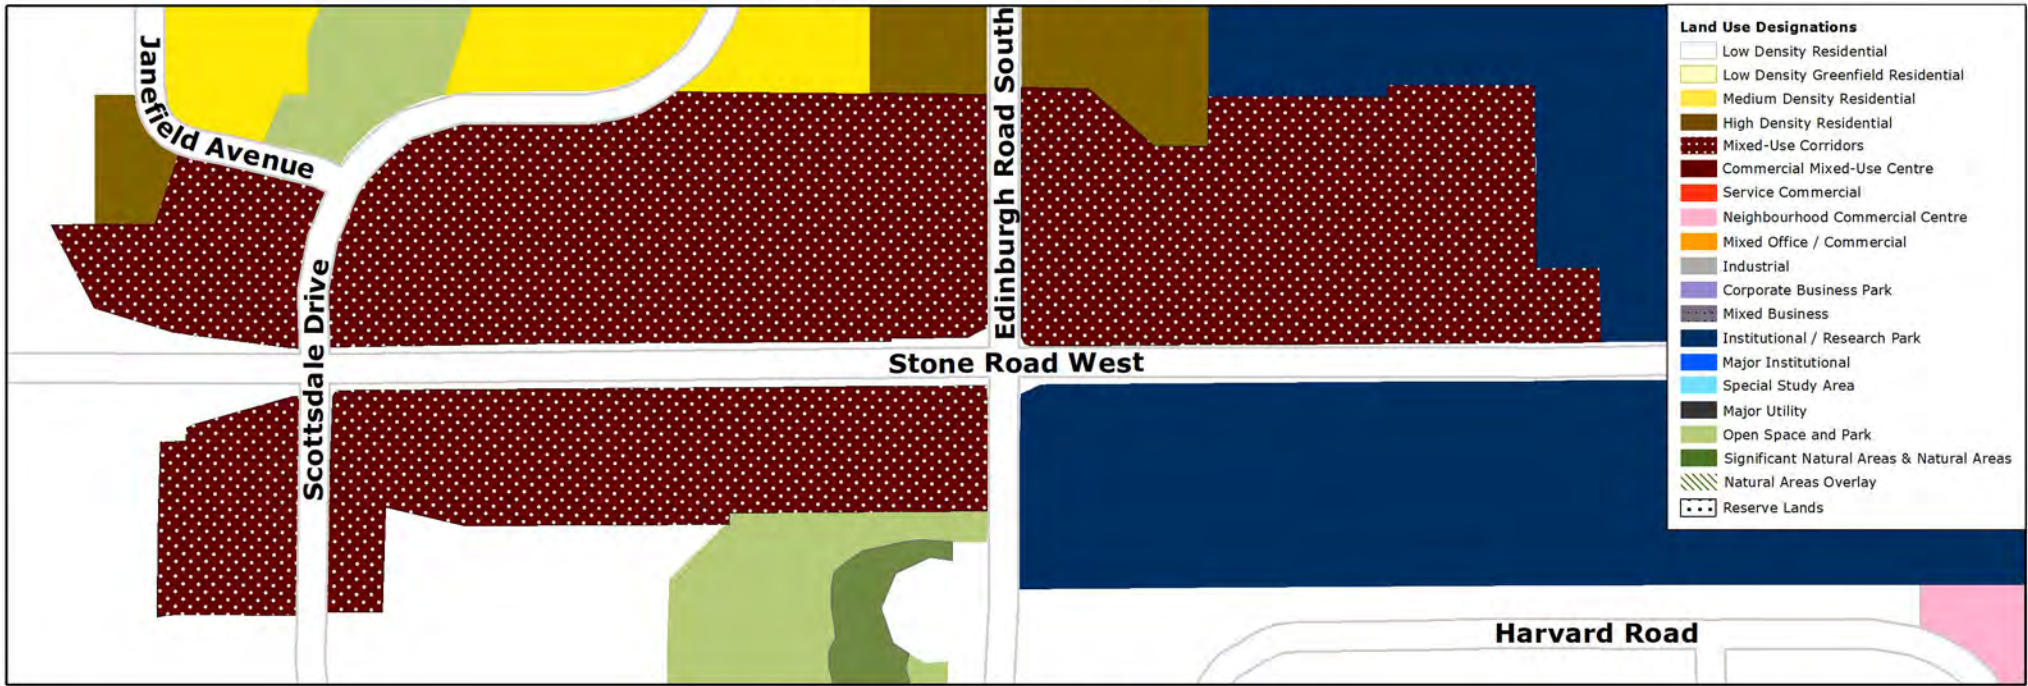 Janefield Avenue
Scottsdale Drive
Edinburgh Road South
Stone Road West
Harvard Road
Land Use Designations
Low Density Residential
Low Density Greenfield Residential
Medium Density Residential
High Density Residential
Mixed-Use Corridors
Commercial Mixed-Use Centre
Service Commercial
Neighbourhood Commercial Centre
Mixed Office / Commercial
Industrial
Corporate Business Park
Mixed Business
Institutional / Research Park
Major Institutional
Special Study Area
Major Utility
Open Space and Park
Significant Natural Areas & Natural Areas
Natural Areas Overlay
Reserve Lands